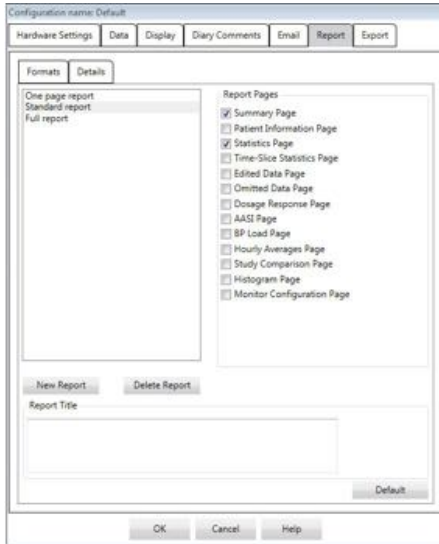 Configuration name: Default
Hardware Settings Data Display Diary Comments Email Report Export
Formats Details
One page report
Standard report
Full report
Report Pages
Summary Page
Patient Information Page
Statistics Page
Time-Slice Statistics Page
Edited Data Page
Omitted Data Page
Dosage Response Page
AASI Page
BP Load Page
Hourly Averages Page
Study Comparison Page
Histogram Page
Monitor Configuration Page
New Report Delete Report
Report Title
Default
OK Cancel Help